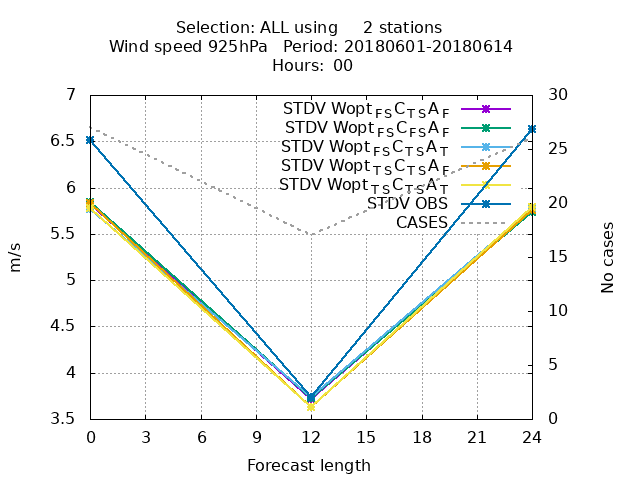 Selection: ALL using 2 stations
Wind speed 925hPa Period: 20180601-20180614
Hours: 00
7 30
STDV Wopt_FS C_TS A_F
STDV Wopt_FS C_FS A_F
6.5 25
STDV Wopt_FS C_TS A_T
STDV Wopt_TS C_TS A_F
STDV Wopt_TS C_TS A_T
6 20
STDV OBS
CASES
5.5 15
5 10
4.5
4 5
3.5 0
m/s
No cases
0 3 6 9 12 15 18 21 24
Forecast length